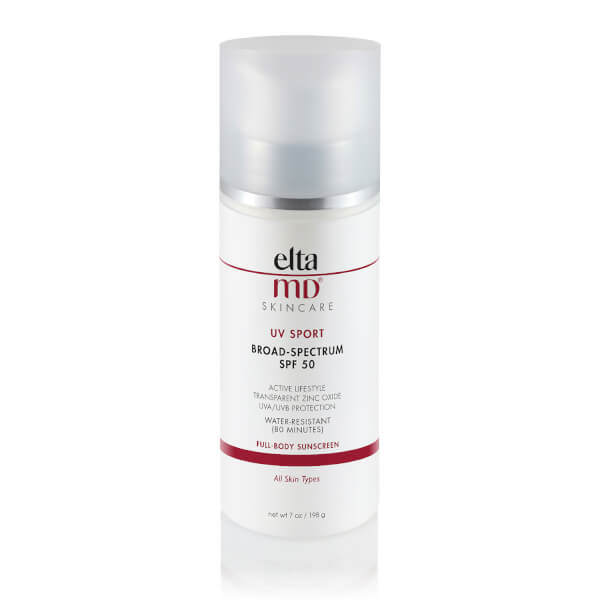 elta
MD®
SKINCARE
UV SPORT
BROAD-SPECTRUM
SPF 50
ACTIVE LIFESTYLE
TRANSPARENT ZINC OXIDE
UVA/UVB PROTECTION
WATER-RESISTANT
(80 MINUTES)
FULL-BODY SUNSCREEN
All Skin Types
net wt 7 oz / 198 g